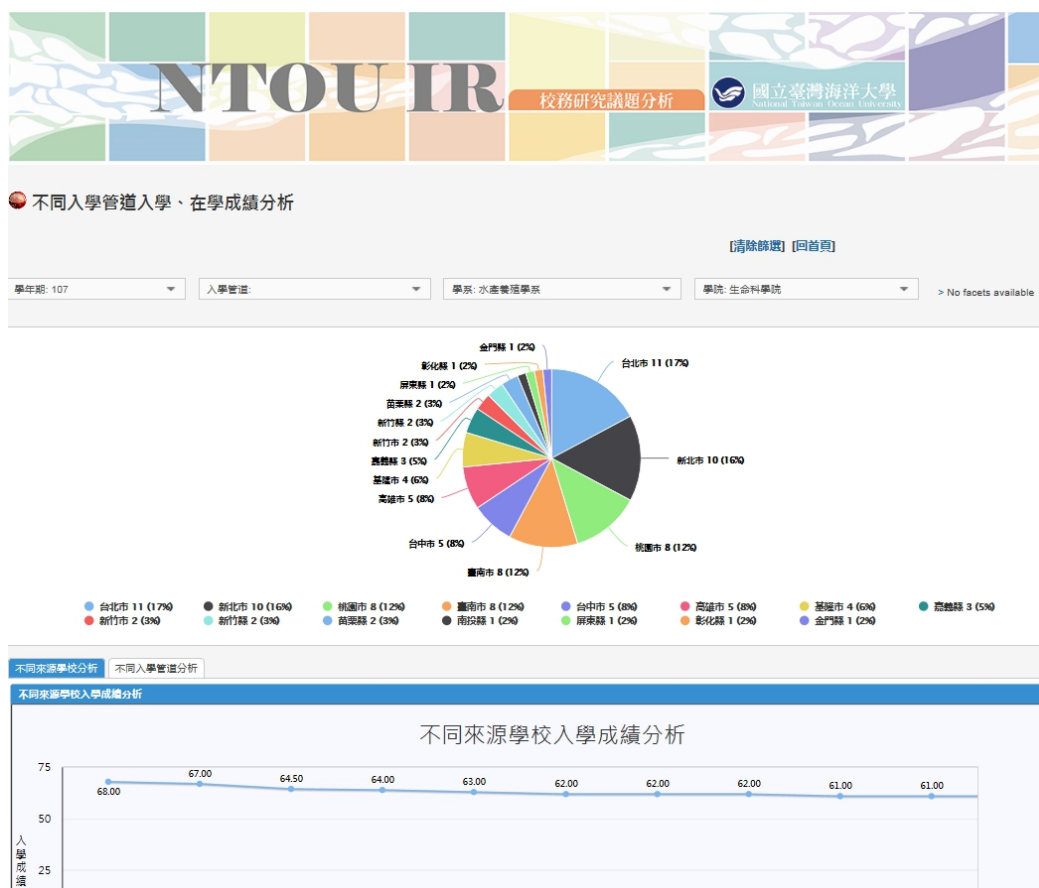 NTOU IR
校務研究議題分析
國立臺灣海洋大學
National Taiwan Ocean University
不同入學管道入學、在學成績分析
[清除篩選] [回首頁]
學年期: 107
入學管道:
學系: 水產養殖學系
學院: 生命科學院
> No facets available
金門縣 1 (2%)
彰化縣 1 (2%)
屏東縣 1 (2%)
苗栗縣 2 (3%)
新竹縣 2 (3%)
新竹市 2 (3%)
嘉義縣 3 (5%)
基隆市 4 (6%)
高雄市 5 (8%)
台中市 5 (8%)
臺南市 8 (12%)
台北市 11 (17%)
新北市 10 (16%)
桃園市 8 (12%)
台北市 11 (17%) 新北市 10 (16%) 桃園市 8 (12%) 臺南市 8 (12%) 台中市 5 (8%) 高雄市 5 (8%) 基隆市 4 (6%) 嘉義縣 3 (5%)
新竹市 2 (3%) 新竹縣 2 (3%) 苗栗縣 2 (3%) 南投縣 1 (2%) 屏東縣 1 (2%) 彰化縣 1 (2%) 金門縣 1 (2%)
不同來源學校分析 不同入學管道分析
不同來源學校入學成績分析
不同來源學校入學成績分析
75
50
25
入學成績
68.00 67.00 64.50 64.00 63.00 62.00 62.00 62.00 61.00 61.00